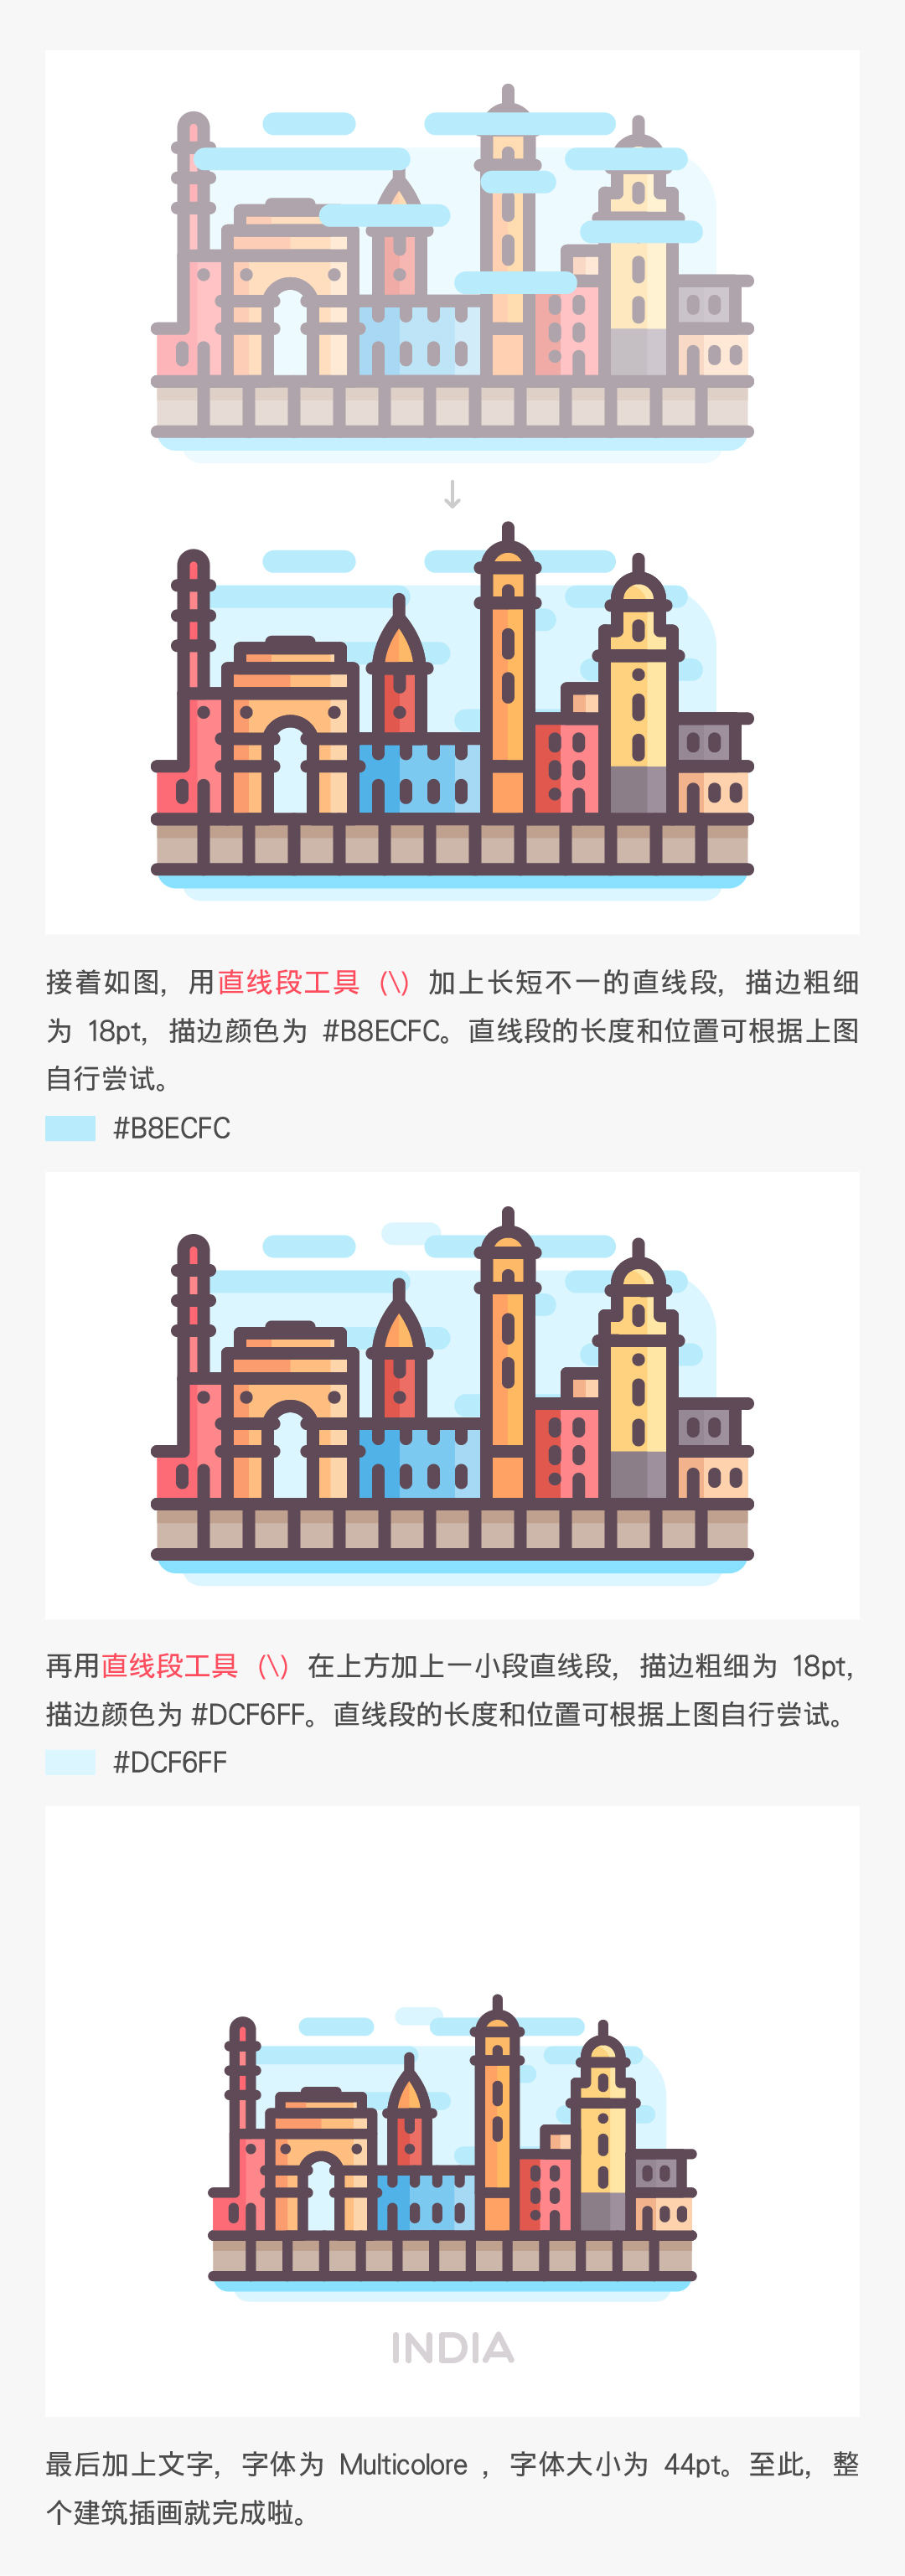 接着如图，用直线段工具（\）加上长短不一的直线段，描边粗细
为 18pt，描边颜色为 #B8ECFC。直线段的长度和位置可根据上图
自行尝试。
#B8ECFC
再用直线段工具（\）在上方加上一小段直线段，描边粗细为 18pt，
描边颜色为 #DCF6FF。直线段的长度和位置可根据上图自行尝试。
#DCF6FF
INDIA
最后加上文字，字体为 Multicolore ，字体大小为 44pt。至此，整
个建筑插画就完成啦。